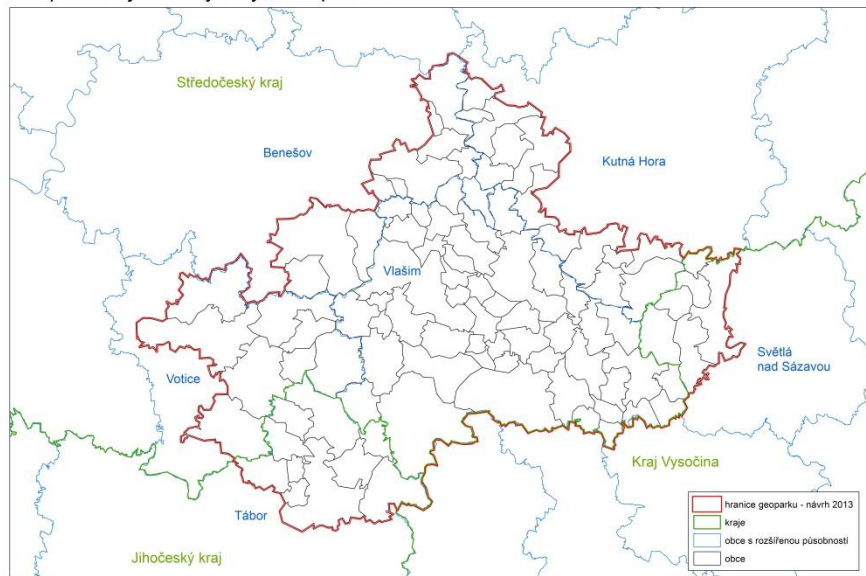 Středočeský kraj
Benešov
Kutná Hora
Vlašim
Votice
Světlá
nad Sázavou
Kraj Vysočina
Tábor
Jihočeský kraj
hranice geoparku - návrh 2013
kraje
obce s rozšířenou působností
obce